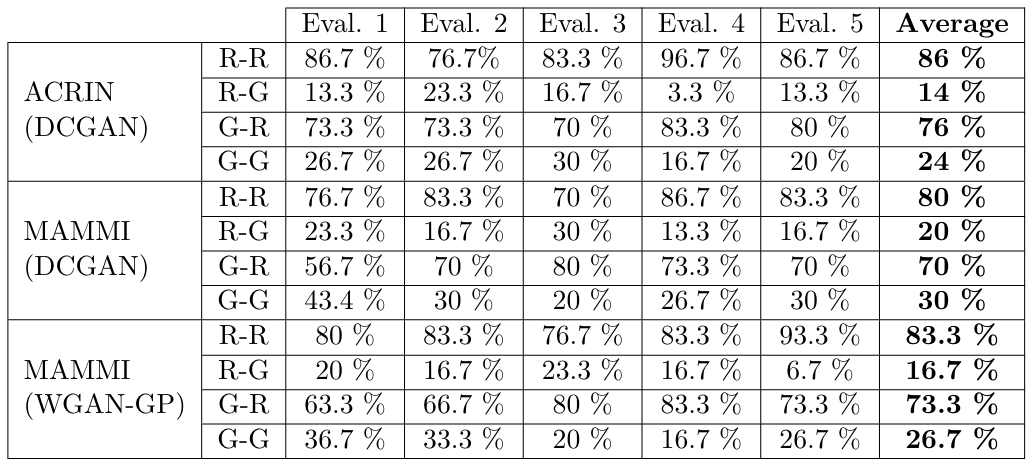 Eval. 1 Eval. 2 Eval. 3 Eval. 4 Eval. 5 Average
R-R 86.7 % 76.7% 83.3 % 96.7 % 86.7 % 86 %
ACRIN R-G 13.3 % 23.3 % 16.7 % 3.3 % 13.3 % 14 %
(DCGAN) G-R 73.3 % 73.3 % 70 % 83.3 % 80 % 76 %
G-G 26.7 % 26.7 % 30 % 16.7 % 20 % 24 %
R-R 76.7 % 83.3 % 70 % 86.7 % 83.3 % 80 %
MAMMI R-G 23.3 % 16.7 % 30 % 13.3 % 16.7 % 20 %
(DCGAN) G-R 56.7 % 70 % 80 % 73.3 % 70 % 70 %
G-G 43.4 % 30 % 20 % 26.7 % 30 % 30 %
R-R 80 % 83.3 % 76.7 % 83.3 % 93.3 % 83.3 %
MAMMI R-G 20 % 16.7 % 23.3 % 16.7 % 6.7 % 16.7 %
(WGAN-GP) G-R 63.3 % 66.7 % 80 % 83.3 % 73.3 % 73.3 %
G-G 36.7 % 33.3 % 20 % 16.7 % 26.7 % 26.7 %